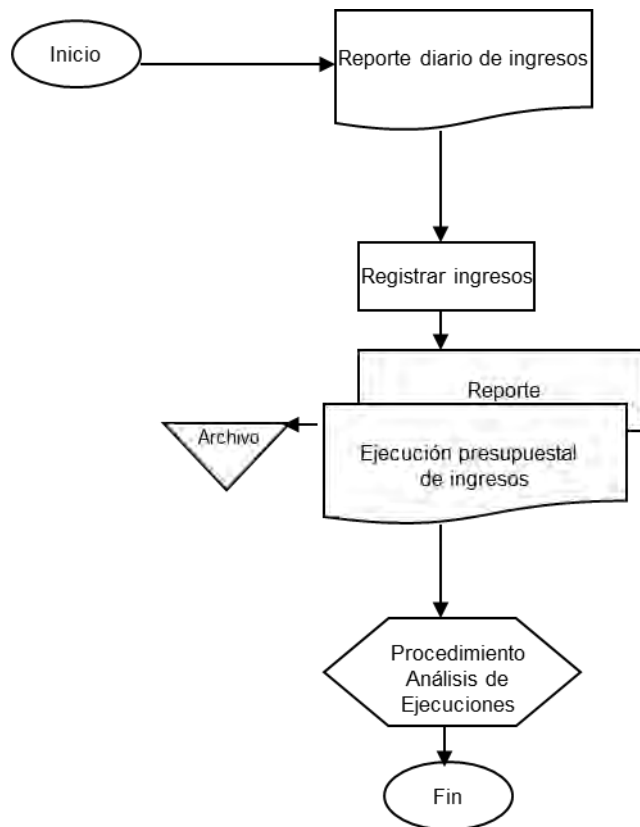 Inicio
Reporte diario de ingresos
Registrar ingresos
Reporte
Archivo
Ejecución presupuestal
de ingresos
Procedimiento
Análisis de
Ejecuciones
Fin